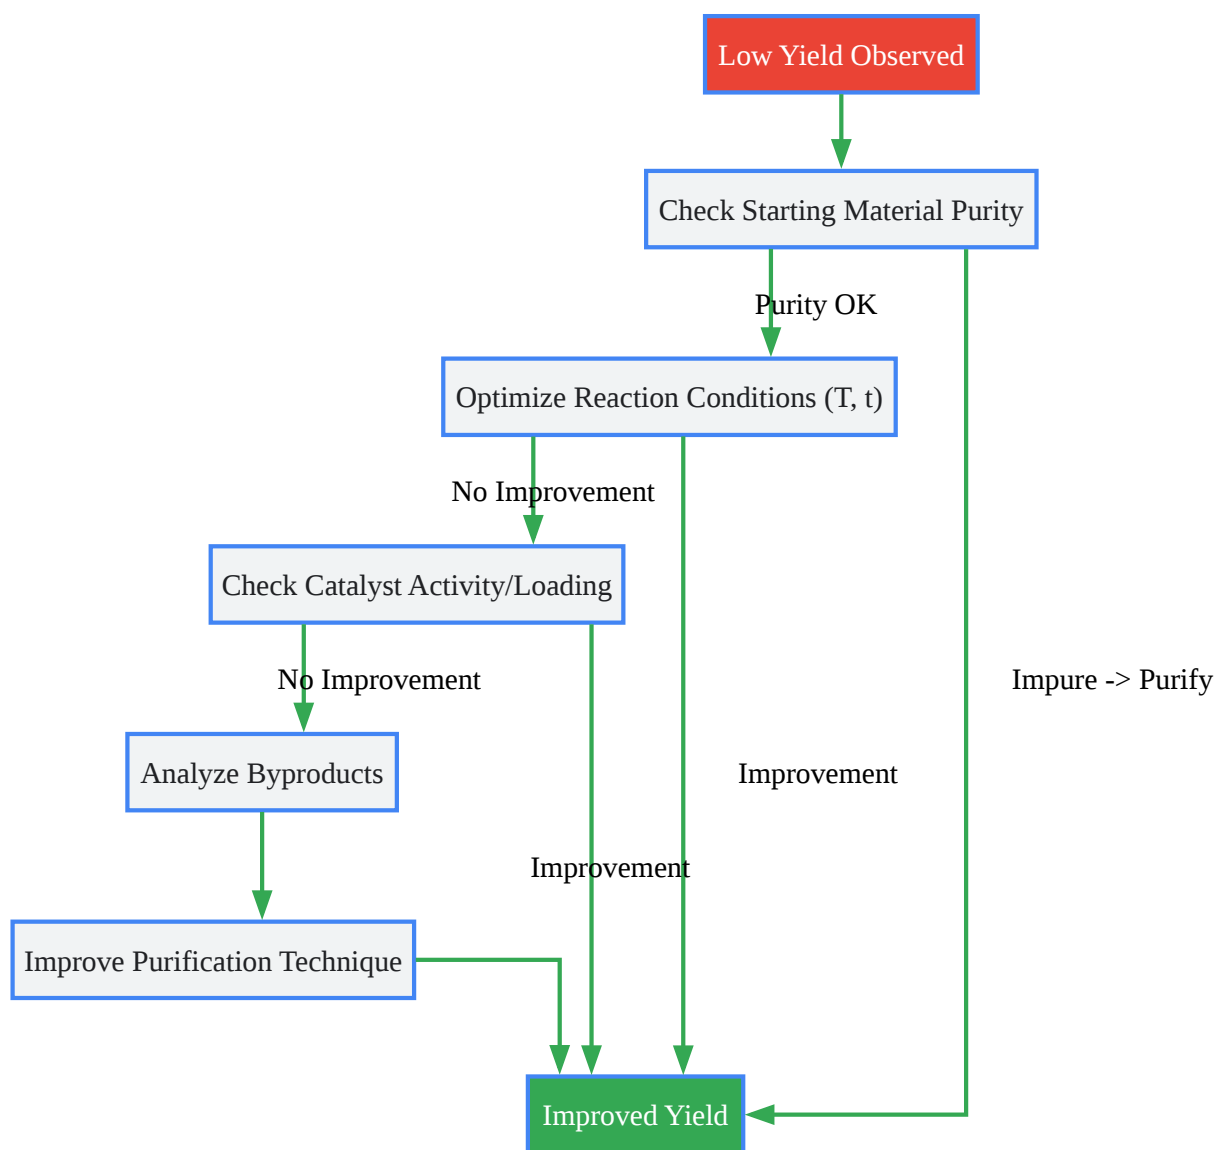 Low Yield Observed
Check Starting Material Purity
Purity OK
Optimize Reaction Conditions (T, t)
No Improvement
Check Catalyst Activity/Loading
No Improvement
Impure -> Purify
Analyze Byproducts
Improvement
Improvement
Improve Purification Technique
Improved Yield